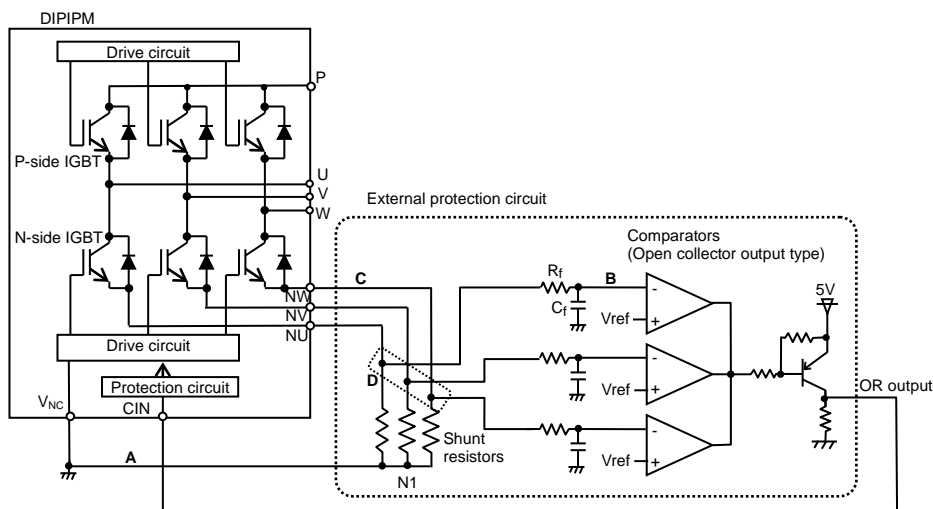 DIPIPM
Drive circuit
P
P-side IGBT
U
V
W
External protection circuit
N-side IGBT
Comparators
(Open collector output type)
C
Rf
B
5V
NW
Cf
Vref
NV
NU
Drive circuit
D
Vref
Protection circuit
OR output
VNC
CIN
Shunt
resistors
Vref
A
N1
-
+
-
+
-
+